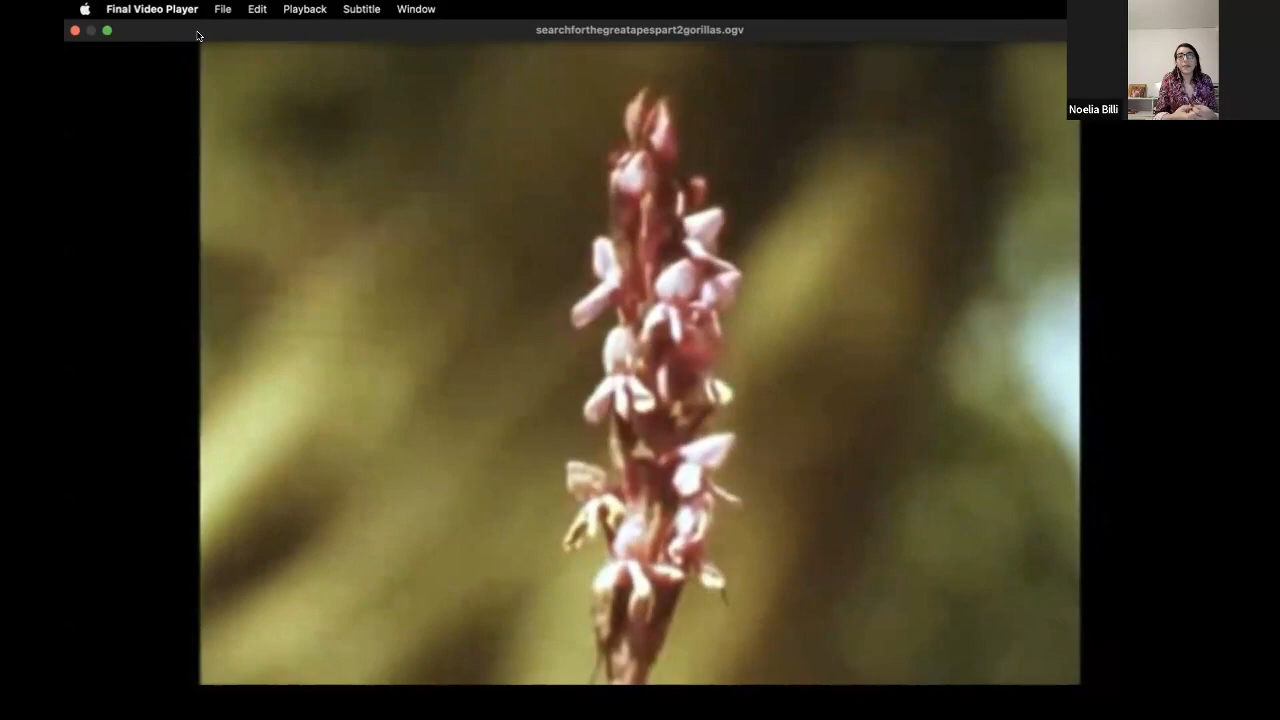 Final Video Player File Edit Playback Subtitle Window
searchforthegreatapespart2gorillas.ogv
Noelia Billi